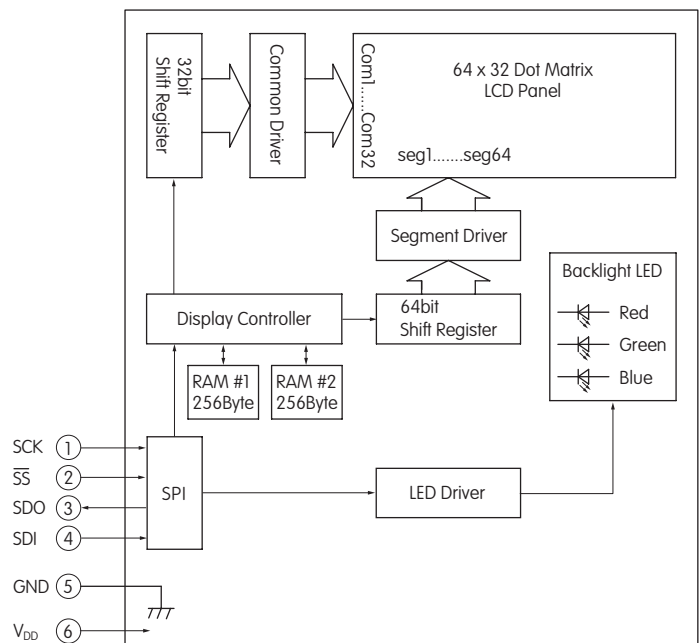 32bit
Shift Register
Common Driver
Com1......Com32
64 x 32 Dot Matrix
LCD Panel
seg1.......seg64
Segment Driver
Backlight LED
Red
Green
Blue
Display Controller
64bit
Shift Register
RAM #1
256Byte
RAM #2
256Byte
SCK 1
SS 2
SDO 3
SDI 4
SPI
LED Driver
GND 5
VDD 6